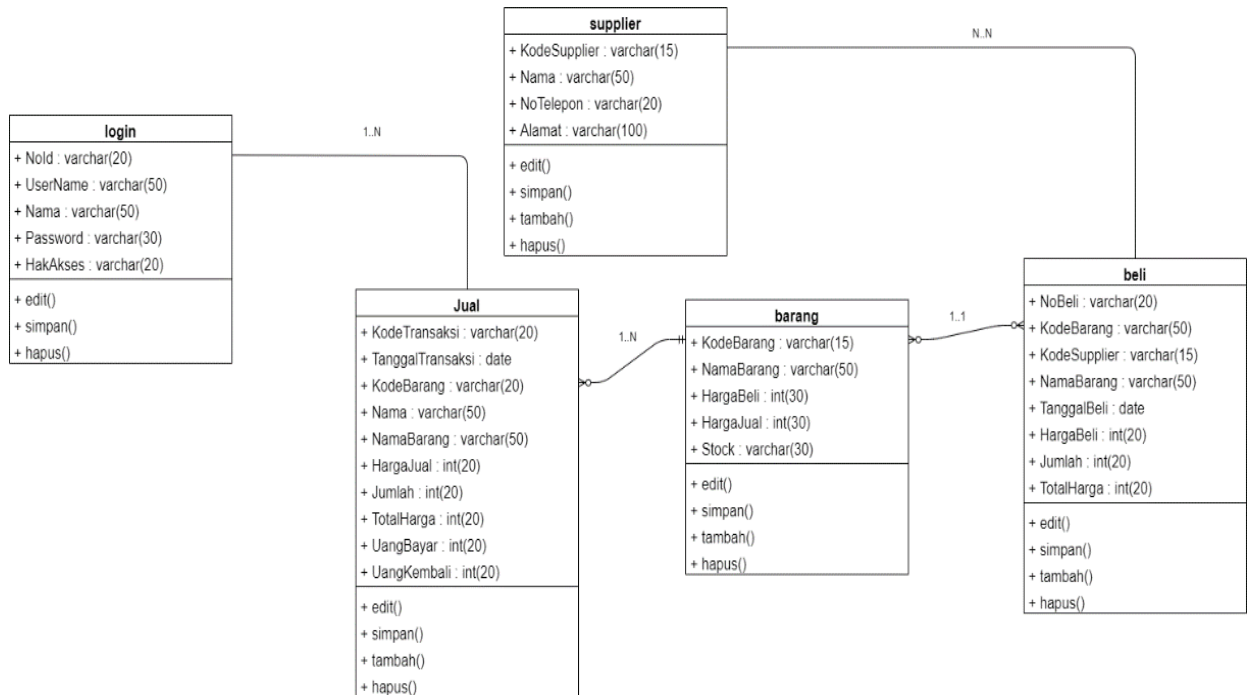 supplier
+ KodeSupplier : varchar(15)
+ Nama : varchar(50)
+ NoTelepon : varchar(20)
+ Alamat : varchar(100)
+ edit()
+ simpan()
+ tambah()
+ hapus()
N..N
login
+ NoId : varchar(20)
+ UserName : varchar(50)
+ Nama : varchar(50)
+ Password : varchar(30)
+ HakAkses : varchar(20)
+ edit()
+ simpan()
+ hapus()
1..N
Jual
+ KodeTransaksi : varchar(20)
+ TanggalTransaksi : date
+ KodeBarang : varchar(20)
+ Nama : varchar(50)
+ NamaBarang : varchar(50)
+ HargaJual : int(20)
+ Jumlah : int(20)
+ TotalHarga : int(20)
+ UangBayar : int(20)
+ UangKembali : int(20)
+ edit()
+ simpan()
+ tambah()
+ hapus()
1..N
barang
+ KodeBarang : varchar(15)
+ NamaBarang : varchar(50)
+ HargaBeli : int(30)
+ HargaJual : int(30)
+ Stock : varchar(30)
+ edit()
+ simpan()
+ tambah()
+ hapus()
1..1
beli
+ NoBeli : varchar(20)
+ KodeBarang : varchar(50)
+ KodeSupplier : varchar(15)
+ NamaBarang : varchar(50)
+ TanggalBeli : date
+ HargaBeli : int(20)
+ Jumlah : int(20)
+ TotalHarga : int(20)
+ edit()
+ simpan()
+ tambah()
+ hapus()